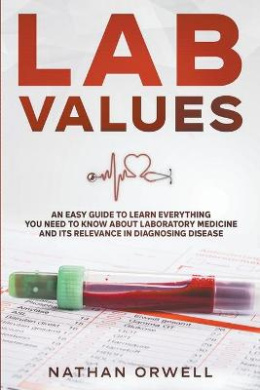 LAB
VALUES
AN EASY GUIDE TO LEARN EVERYTHING
YOU NEED TO KNOW ABOUT LABORATORY MEDICINE
AND ITS RELEVANCE IN DIAGNOSING DISEASE
Amylase
NATHAN ORWELL